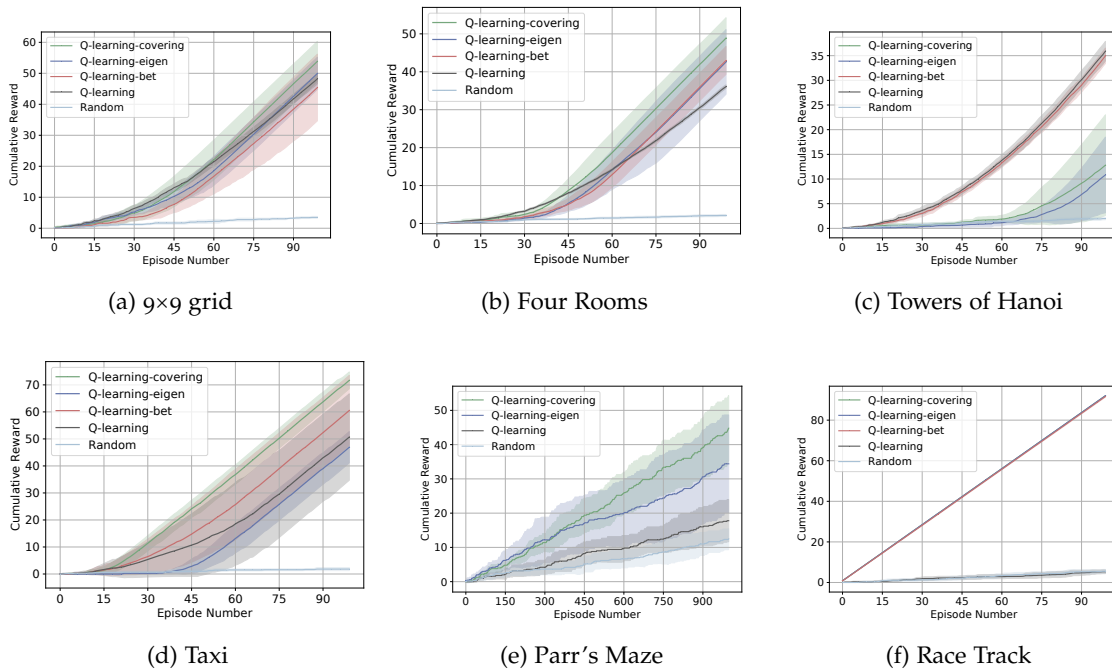 60
50
40
30
20
10
0
Cumulative Reward
Q-learning-covering
Q-learning-eigen
Q-learning-bet
Q-learning
Random
0 15 30 45 60 75 90
Episode Number
(a) 9×9 grid
50
40
30
20
10
0
Cumulative Reward
Q-learning-covering
Q-learning-eigen
Q-learning-bet
Q-learning
Random
0 15 30 45 60 75 90
Episode Number
(b) Four Rooms
35
30
25
20
15
10
5
0
Cumulative Reward
Q-learning-covering
Q-learning-eigen
Q-learning-bet
Q-learning
Random
0 15 30 45 60 75 90
Episode Number
(c) Towers of Hanoi
70
60
50
40
30
20
10
0
Cumulative Reward
Q-learning-covering
Q-learning-eigen
Q-learning-bet
Q-learning
Random
0 15 30 45 60 75 90
Episode Number
(d) Taxi
50
40
30
20
10
0
Cumulative Reward
Q-learning-covering
Q-learning-eigen
Q-learning
Random
0 150 300 450 600 750 900
Episode Number
(e) Parr's Maze
80
60
40
20
0
Cumulative Reward
Q-learning-covering
Q-learning-eigen
Q-learning-bet
Q-learning
Random
0 15 30 45 60 75 90
Episode Number
(f) Race Track